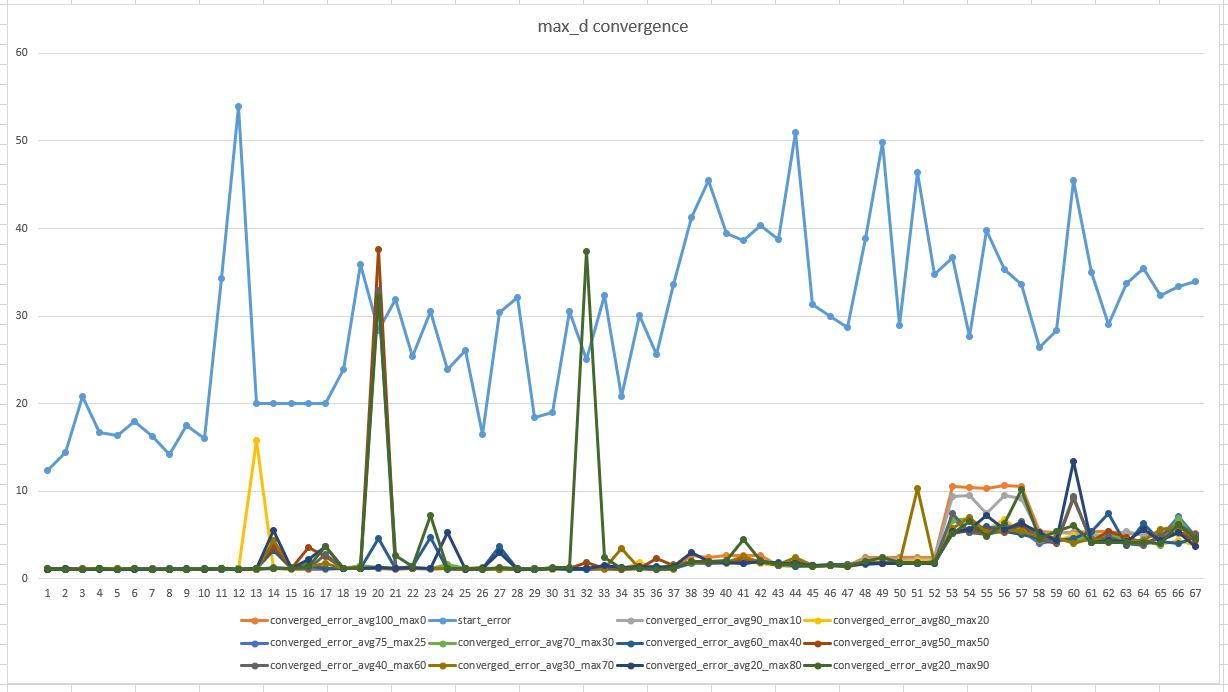 max_d convergence
60
50
40
30
20
10
0
1 2 3 4 5 6 7 8 9 10 11 12 13 14 15 16 17 18 19 20 21 22 23 24 25 26 27 28 29 30 31 32 33 34 35 36 37 38 39 40 41 42 43 44 45 46 47 48 49 50 51 52 53 54 55 56 57 58 59 60 61 62 63 64 65 66 67
converged_error_avg100_max0 start_error converged_error_avg90_max10 converged_error_avg80_max20
converged_error_avg75_max25 converged_error_avg70_max30 converged_error_avg60_max40 converged_error_avg50_max50
converged_error_avg40_max60 converged_error_avg30_max70 converged_error_avg20_max80 converged_error_avg20_max90